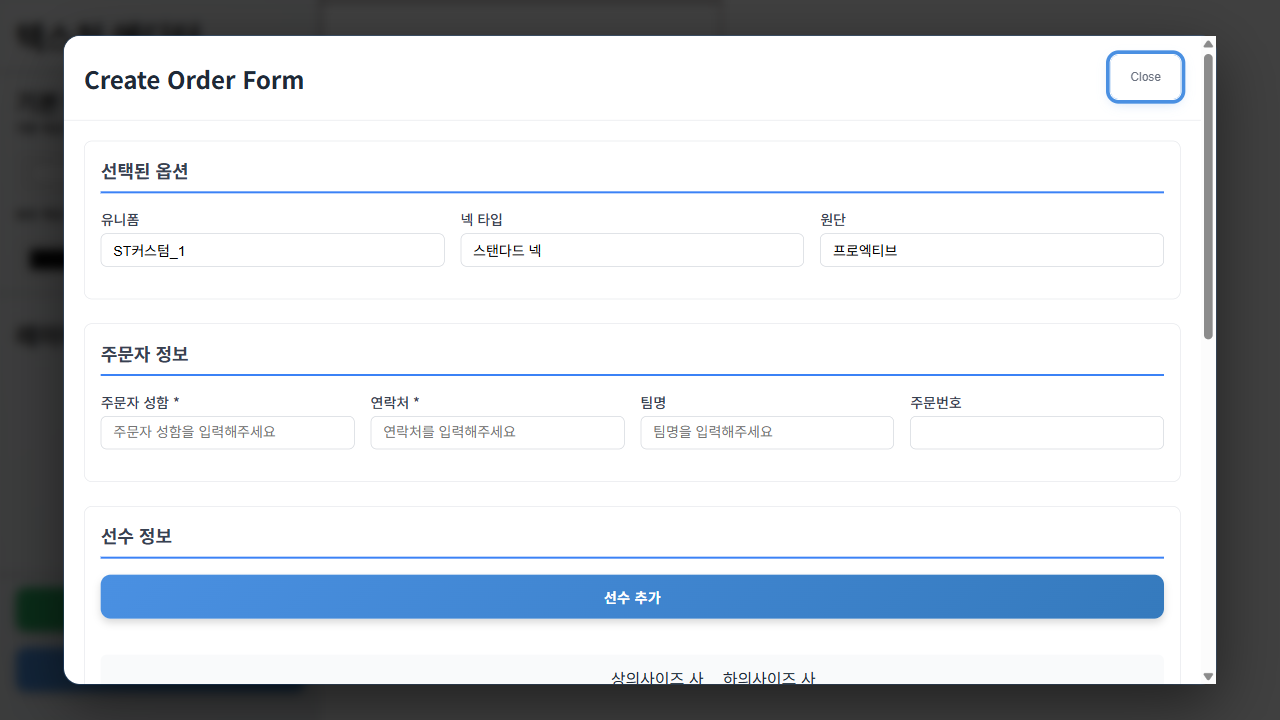 Create Order Form
Close
선택된 옵션
유니폼
넥 타입
원단
ST커스텀_1
스탠다드 넥
프로엑티브
주문자 정보
주문자 성함 *
연락처 *
팀명
주문번호
주문자 성함을 입력해주세요
연락처를 입력해주세요
팀명을 입력해주세요
선수 정보
선수 추가
상의사이즈 사
하의사이즈 사